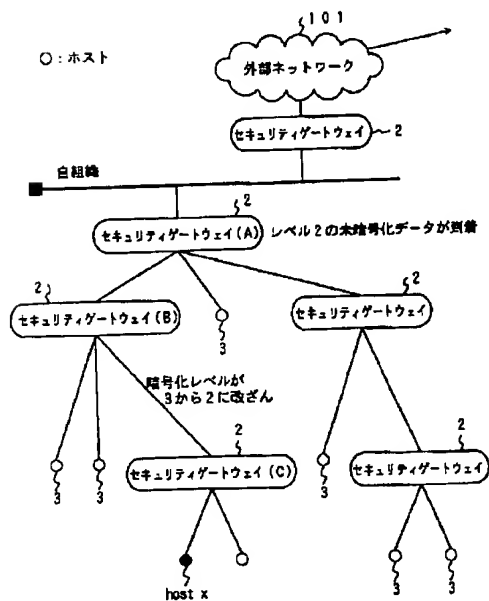 101
○:ホスト
外部ネットワーク
セキュリティゲートウェイ
2
自組織
2
セキュリティゲートウェイ(A)
レベル2の未暗号化データが到着
2
セキュリティゲートウェイ(B)
3
2
セキュリティゲートウェイ
暗号化レベルが
3から2に改ざん
3
3
2
セキュリティゲートウェイ(C)
3
2
セキュリティゲートウェイ
host x
3
3